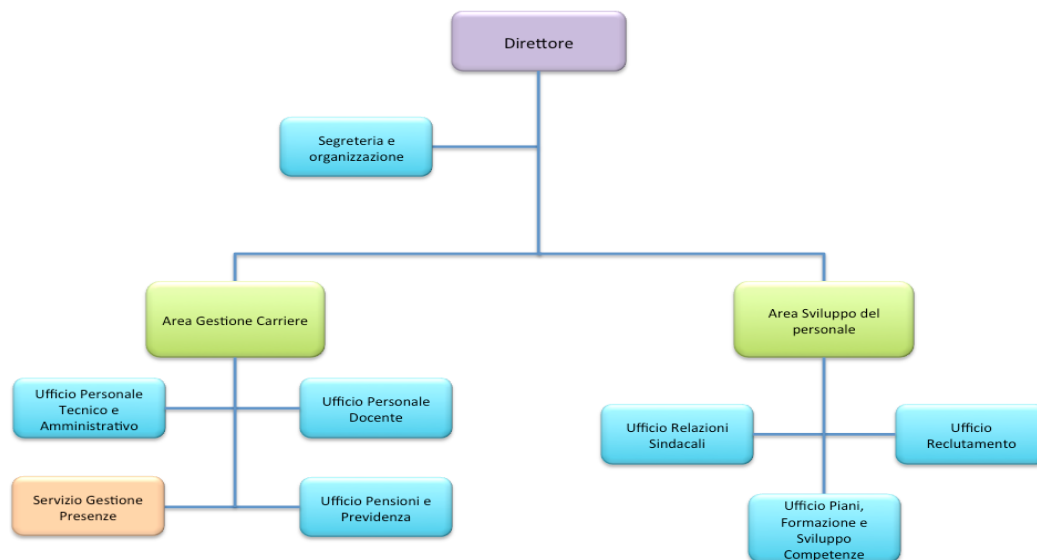 Direttore
Segreteria e
organizzazione
Area Gestione Carriere
Area Sviluppo del
personale
Ufficio Personale
Tecnico e
Amministrativo
Ufficio Personale
Docente
Ufficio Relazioni
Sindacali
Ufficio
Reclutamento
Servizio Gestione
Presenze
Ufficio Pensioni e
Previdenza
Ufficio Piani,
Formazione e
Sviluppo
Competenze